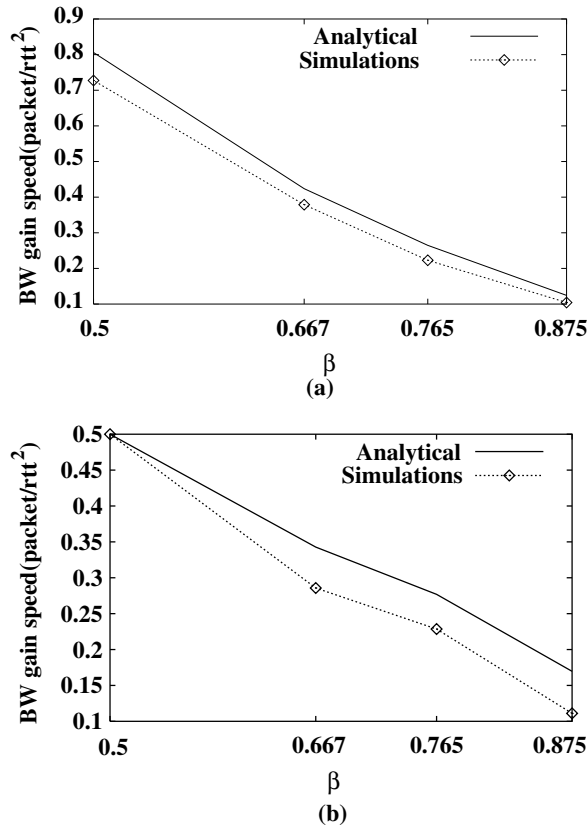 0.9
0.8
0.7
0.6
0.5
0.4
0.3
0.2
0.1
BW gain speed(packet/rtt²)
Analytical
Simulations
0.5 0.667 0.765 0.875
β
(a)
0.5
0.45
0.4
0.35
0.3
0.25
0.2
0.15
0.1
BW gain speed(packet/rtt²)
Analytical
Simulations
0.5 0.667 0.765 0.875
β
(b)